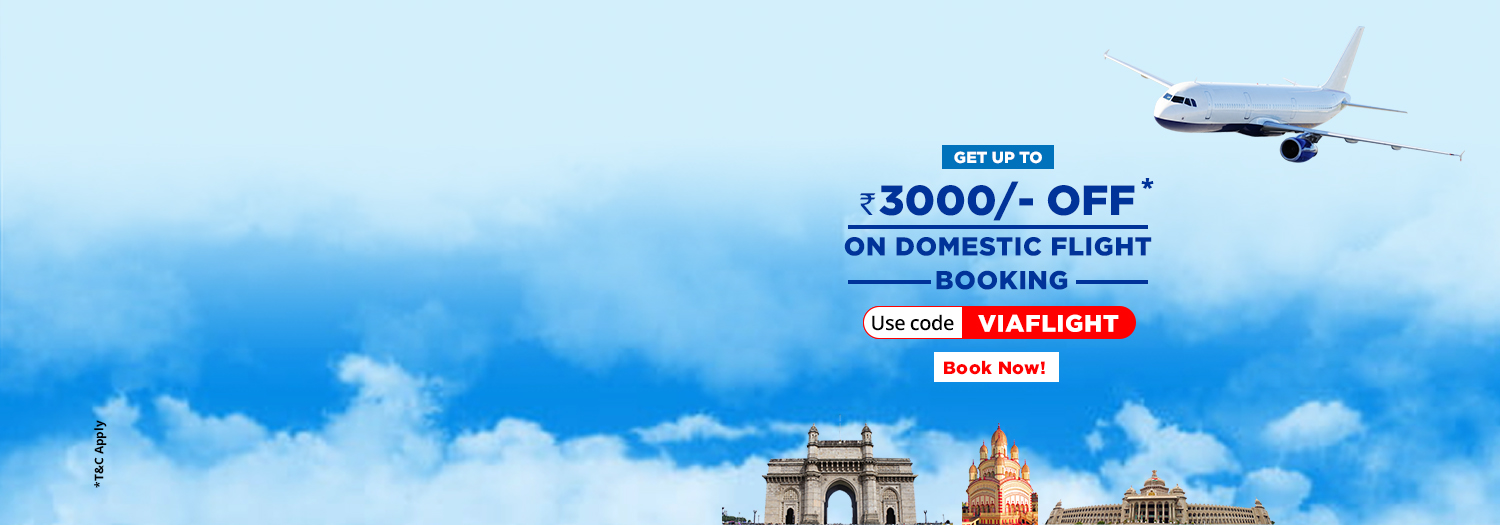 GET UP TO
₹3000/- OFF*
ON DOMESTIC FLIGHT
BOOKING
Use code VIAFLIGHT
Book Now!
*T&C Apply